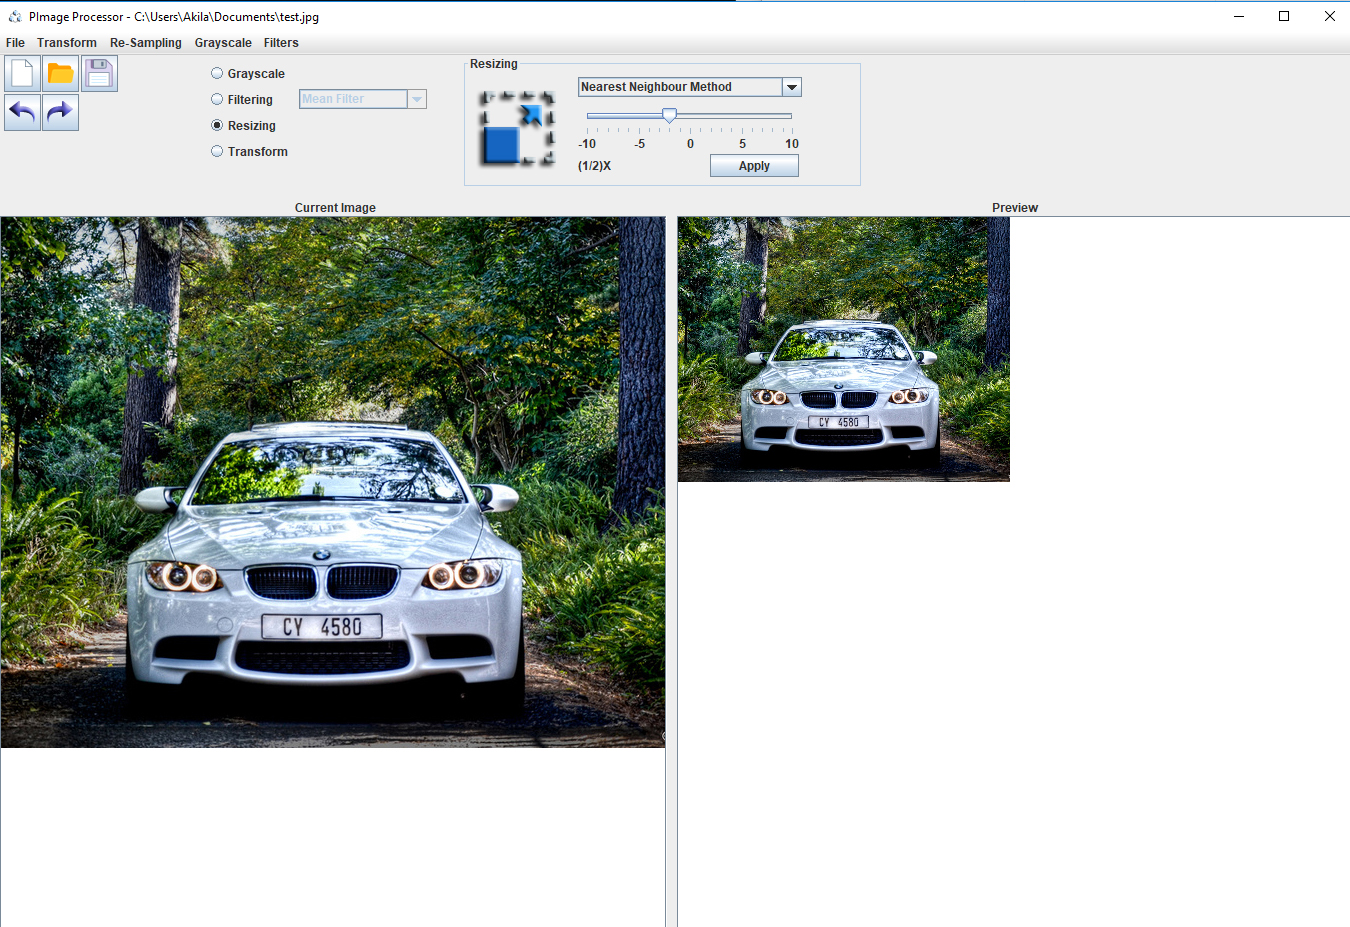 PImage Processor - C:\Users\Akila\Documents\test.jpg
File Transform Re-Sampling Grayscale Filters
Grayscale
Filtering Mean Filter
Resizing
Transform
Resizing
Nearest Neighbour Method
-10 -5 0 5 10
(1/2)X Apply
Current Image Preview
CY 4580
CY 4580